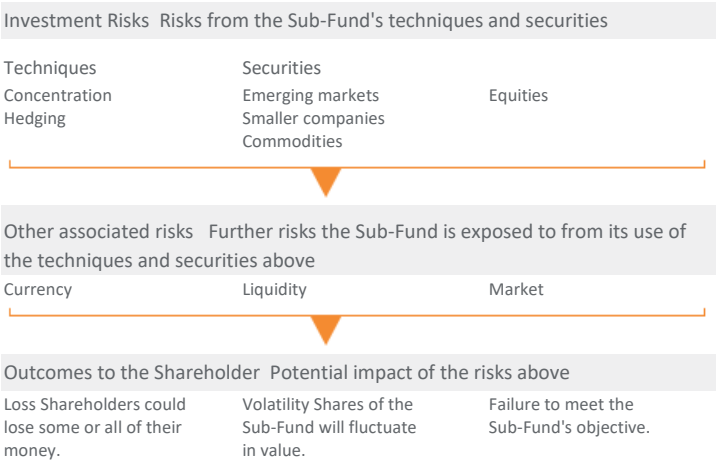 Investment Risks Risks from the Sub-Fund's techniques and securities
Techniques
Securities
Concentration
Emerging markets
Equities
Hedging
Smaller companies
Commodities
Other associated risks Further risks the Sub-Fund is exposed to from its use of
the techniques and securities above
Currency
Liquidity
Market
Outcomes to the Shareholder Potential impact of the risks above
Loss Shareholders could
lose some or all of their
money.
Volatility Shares of the
Sub-Fund will fluctuate
in value.
Failure to meet the
Sub-Fund's objective.